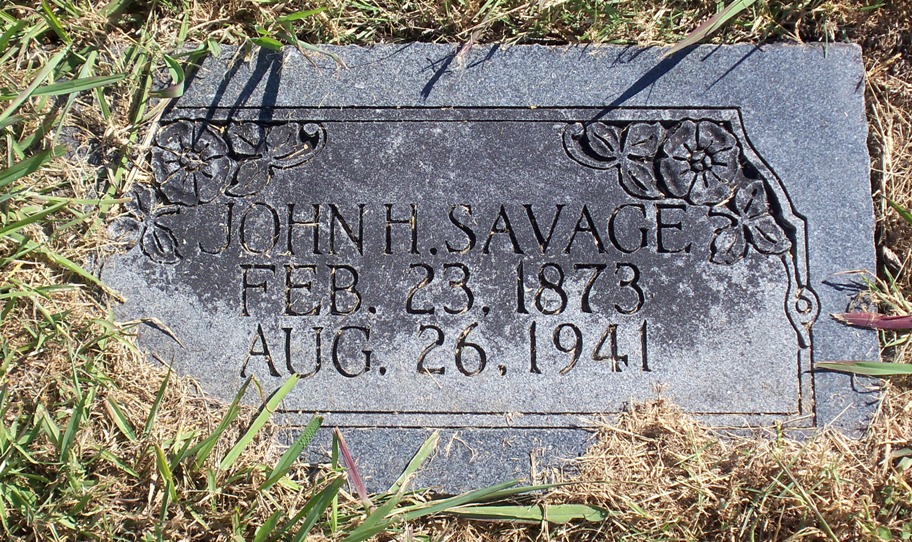 JOHN H. SAVAGE
FEB. 23, 1873
AUG. 26, 1941